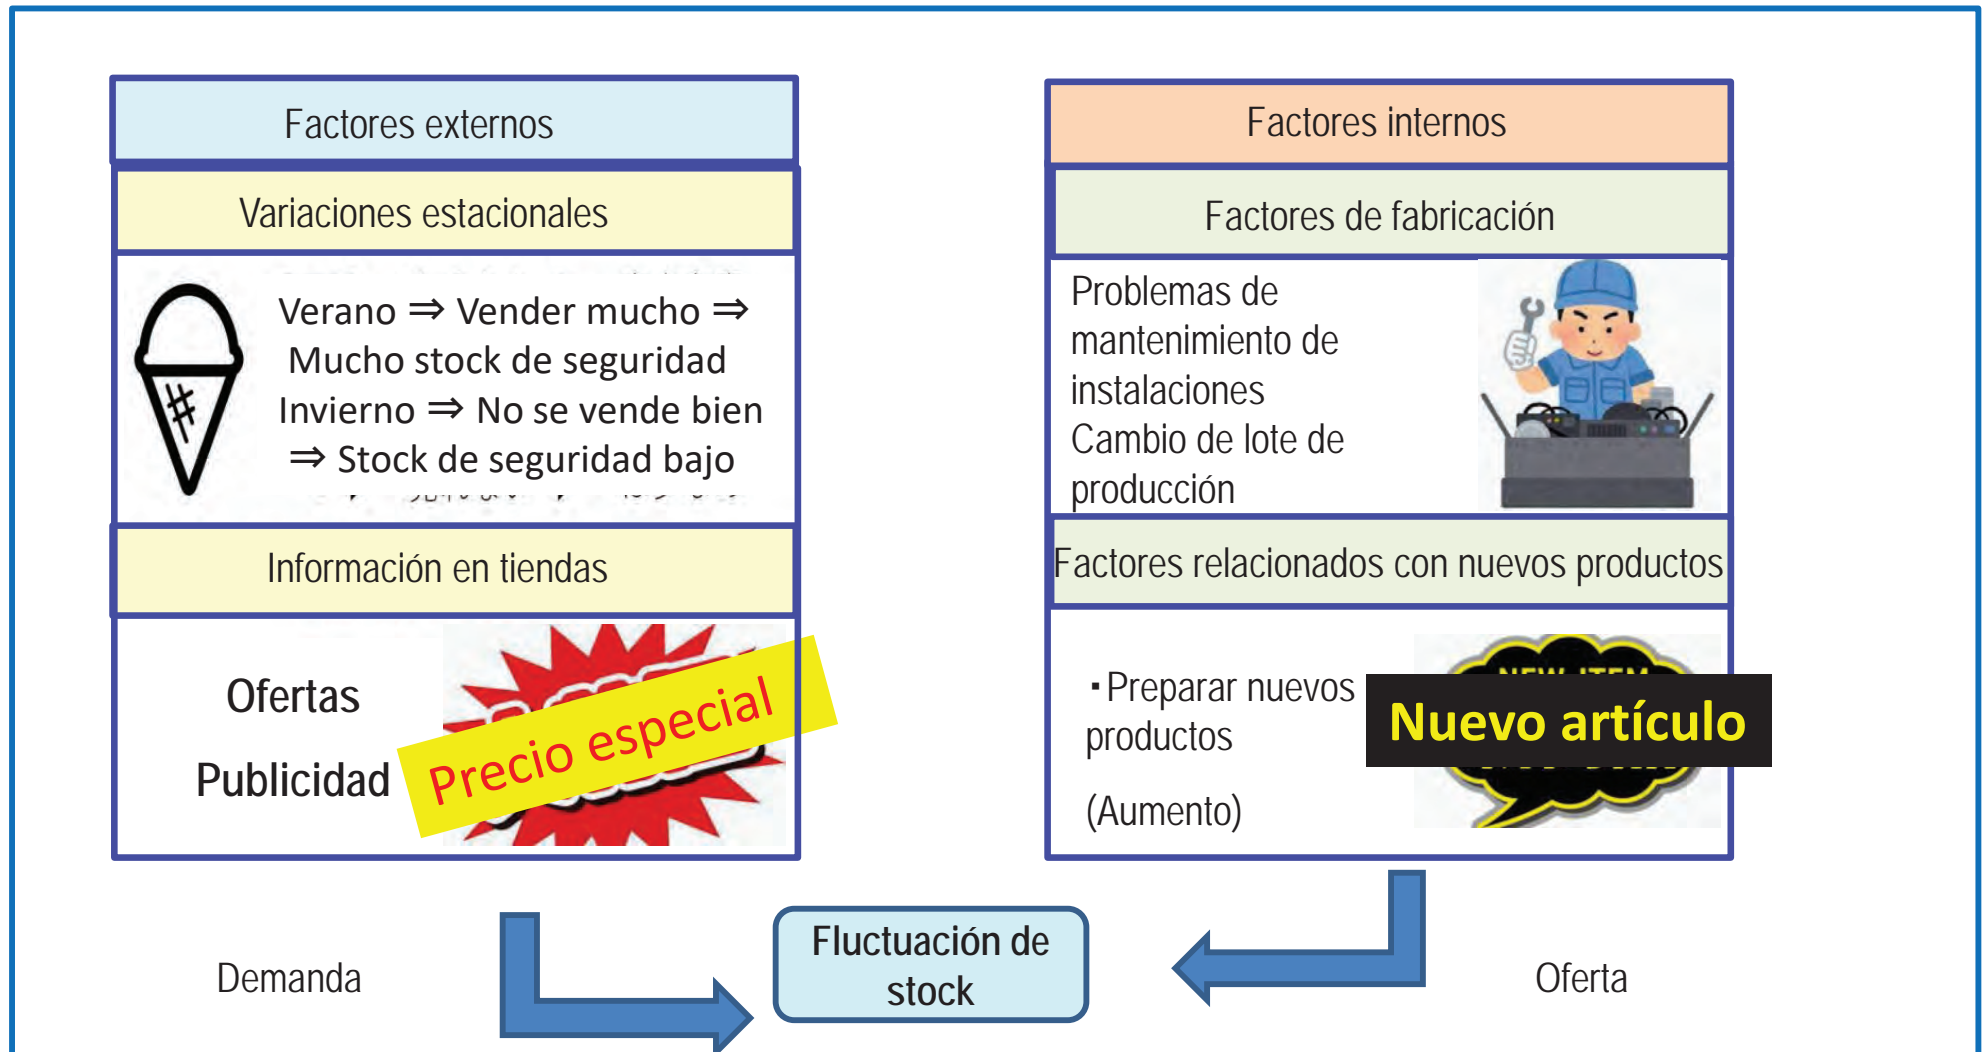 Factores externos
Variaciones estacionales
Verano ⇒ Vender mucho ⇒
Mucho stock de seguridad
Invierno ⇒ No se vende bien
⇒ Stock de seguridad bajo
Información en tiendas
Ofertas
Publicidad
Precio especial
Factores internos
Factores de fabricación
Problemas de
mantenimiento de
instalaciones
Cambio de lote de
producción
Factores relacionados con nuevos productos
・Preparar nuevos
productos
(Aumento)
NEW ITEM
Nuevo artículo
Demanda
Fluctuación de
stock
Oferta